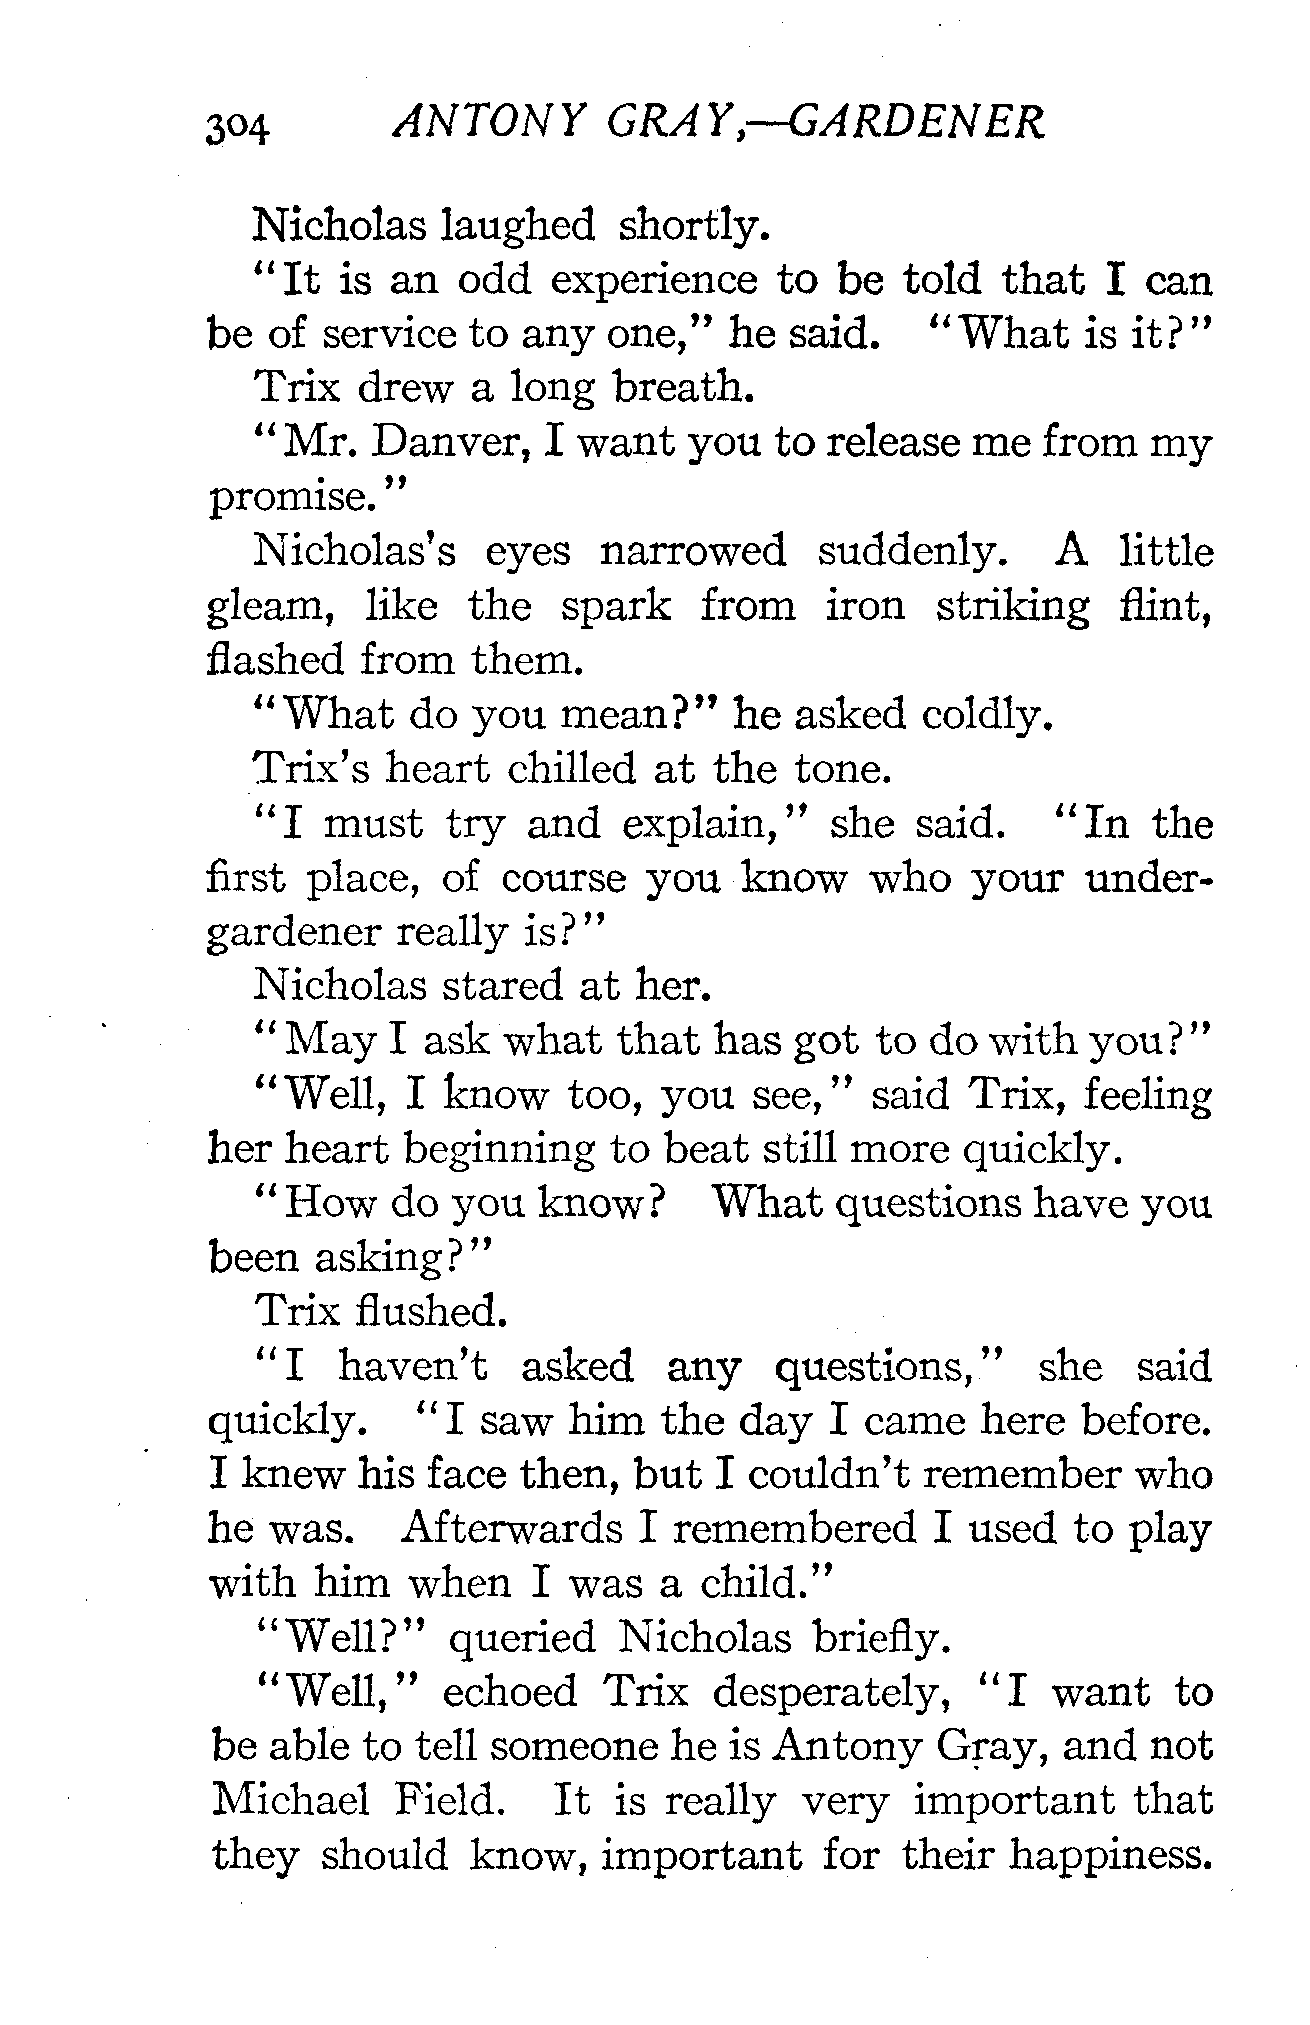 304 ANTONY GRAY,—GARDENER
Nicholas laughed shortly.
"It is an odd experience to be told that I can
be of service to any one," he said. "What is it?"
Trix drew a long breath.
"Mr. Danver, I want you to release me from my
promise."
Nicholas's eyes narrowed suddenly. A little
gleam, like the spark from iron striking flint,
flashed from them.
"What do you mean?" he asked coldly.
Trix's heart chilled at the tone.
"I must try and explain," she said. "In the
first place, of course you know who your under-
gardener really is?"
Nicholas stared at her.
"May I ask what that has got to do with you?"
"Well, I know too, you see," said Trix, feeling
her heart beginning to beat still more quickly.
"How do you know? What questions have you
been asking?"
Trix flushed.
"I haven't asked any questions," she said
quickly. "I saw him the day I came here before.
I knew his face then, but I couldn't remember who
he was. Afterwards I remembered I used to play
with him when I was a child."
"Well?" queried Nicholas briefly.
"Well," echoed Trix desperately, "I want to
be able to tell someone he is Antony Gray, and not
Michael Field. It is really very important that
they should know, important for their happiness.